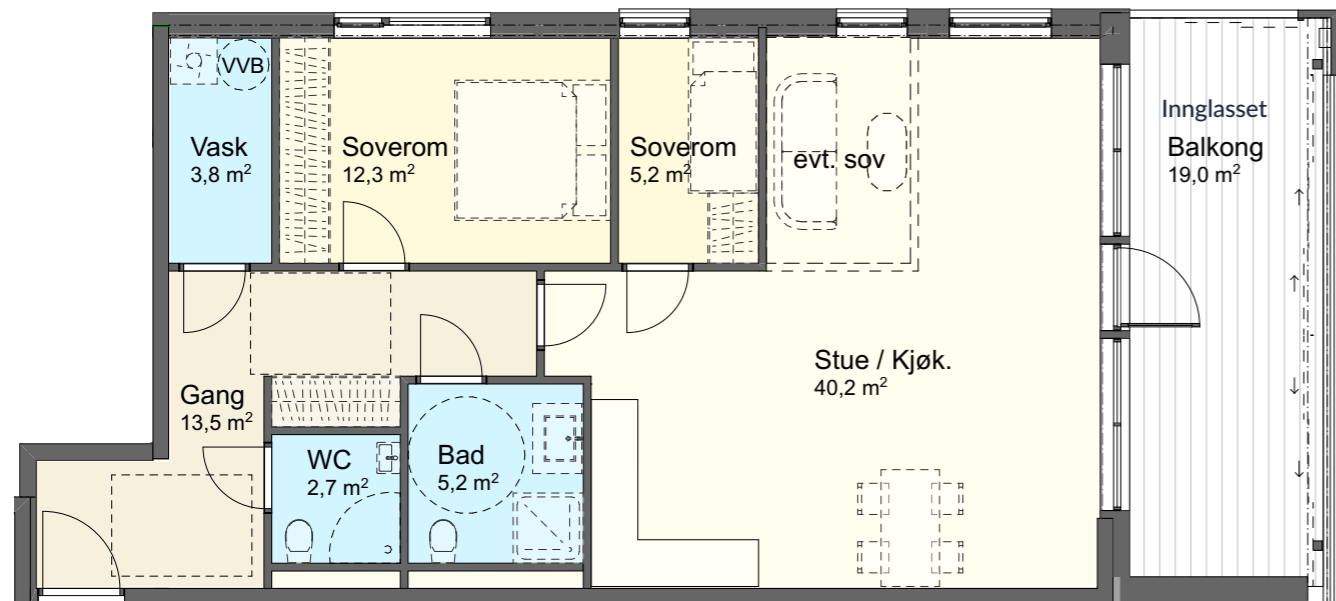 VVB
Vask
3,8 m²
Soverom
12,3 m²
Soverom
5,2 m²
evt. sov
Innglasset
Balkong
19,0 m²
Stue / Kjøk.
40,2 m²
Gang
13,5 m²
WC
2,7 m²
Bad
5,2 m²